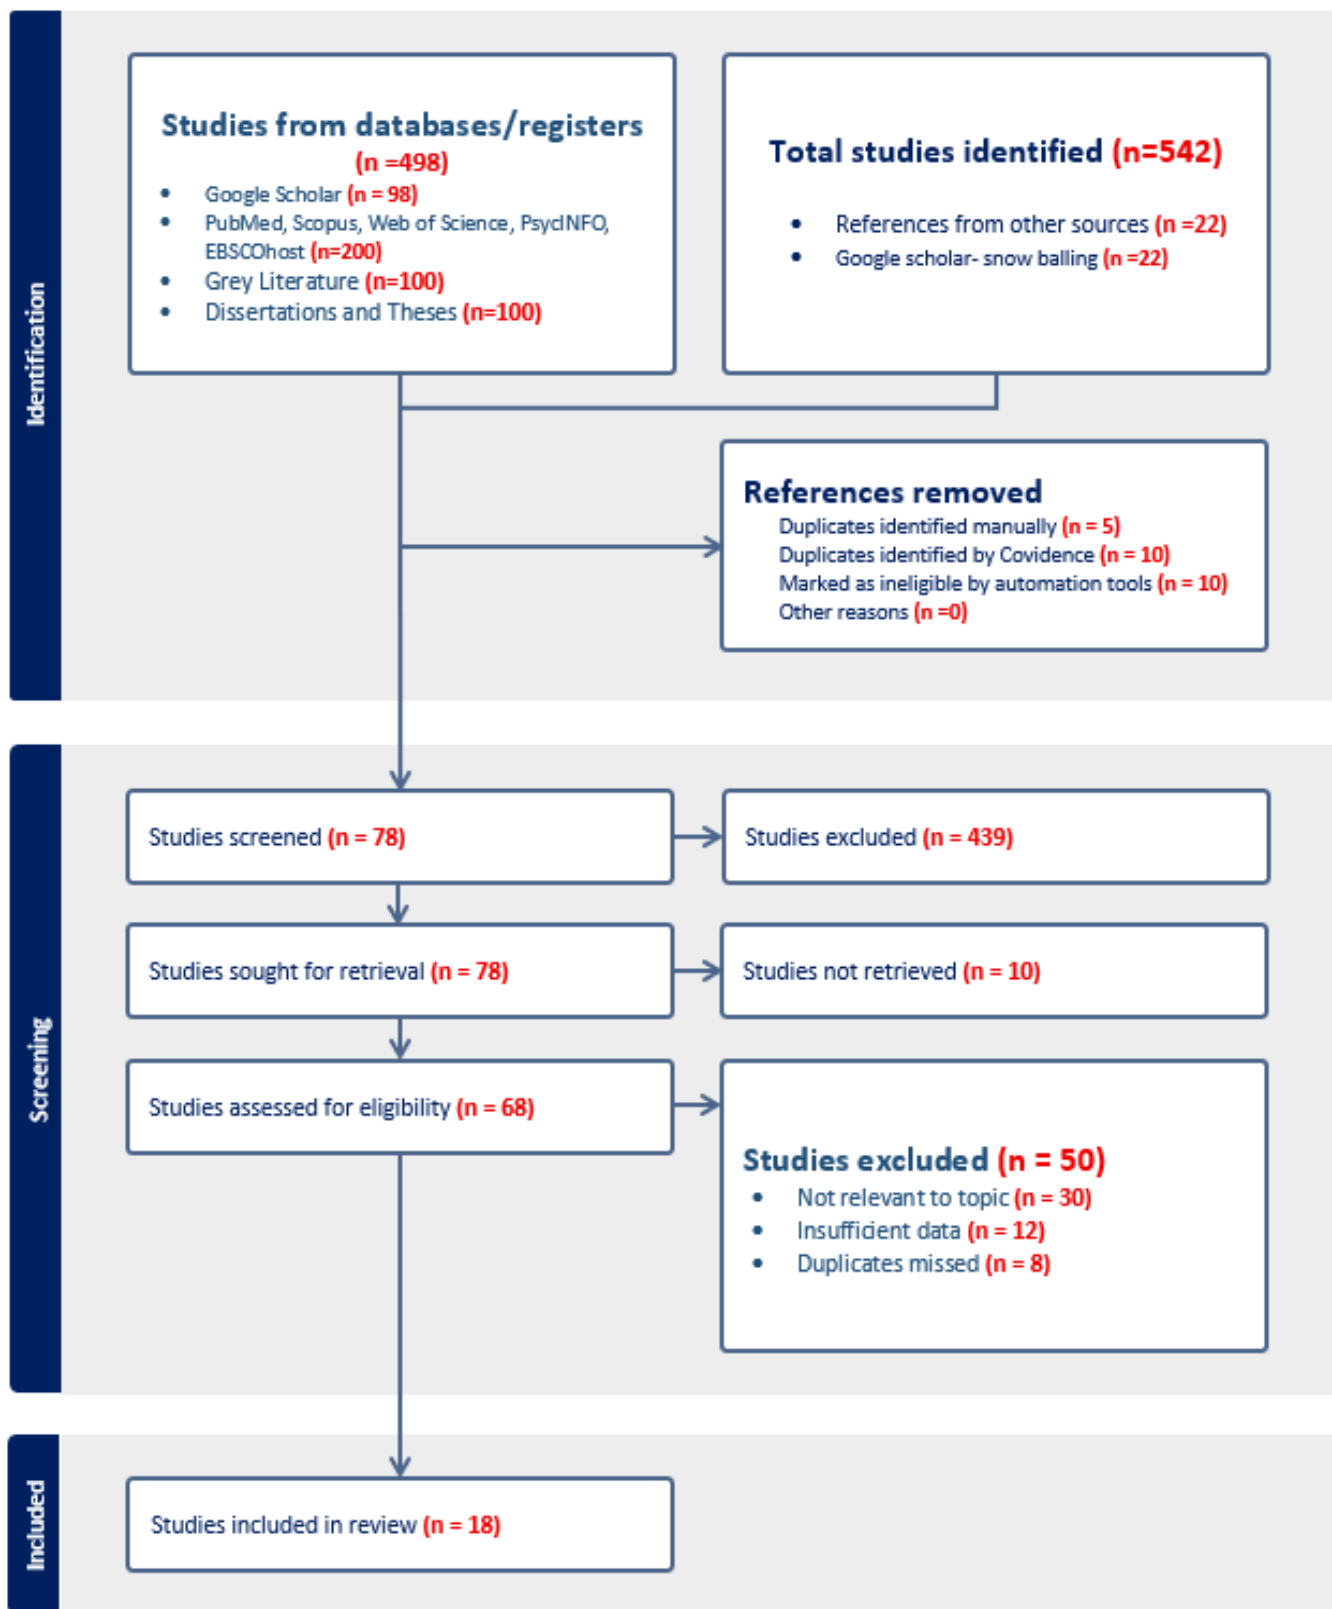 Identification
Studies from databases/registers
(n =498)
• Google Scholar (n = 98)
• PubMed, Scopus, Web of Science, PsycINFO,
EBSCOhost (n=200)
• Grey Literature (n=100)
• Dissertations and Theses (n=100)
Total studies identified (n=542)
• References from other sources (n =22)
• Google scholar- snow balling (n =22)
References removed
Duplicates identified manually (n = 5)
Duplicates identified by Covidence (n = 10)
Marked as ineligible by automation tools (n = 10)
Other reasons (n =0)
Screening
Studies screened (n = 78)
Studies excluded (n = 439)
Studies sought for retrieval (n = 78)
Studies not retrieved (n = 10)
Studies assessed for eligibility (n = 68)
Studies excluded (n = 50)
• Not relevant to topic (n = 30)
• Insufficient data (n = 12)
• Duplicates missed (n = 8)
Included
Studies included in review (n = 18)